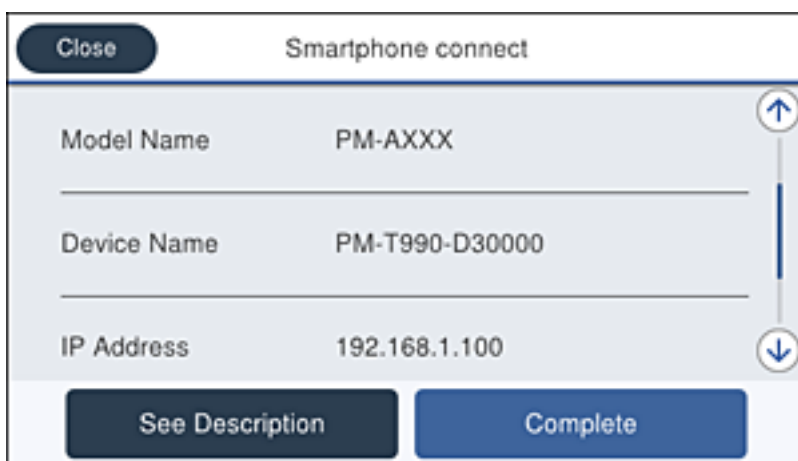 Close
Smartphone connect
Model Name PM-AXXX
Device Name PM-T990-D30000
IP Address 192.168.1.100
See Description
Complete